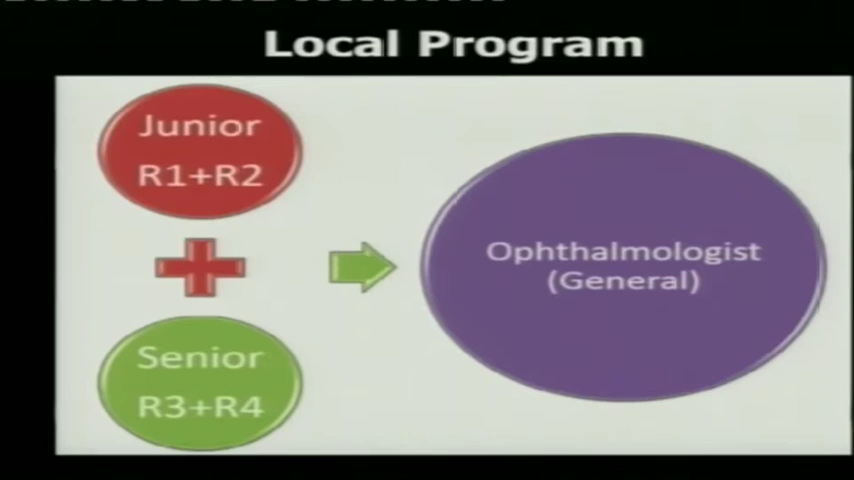 Local Program
Junior
R1+R2
Senior
R3+R4
Ophthalmologist
(General)